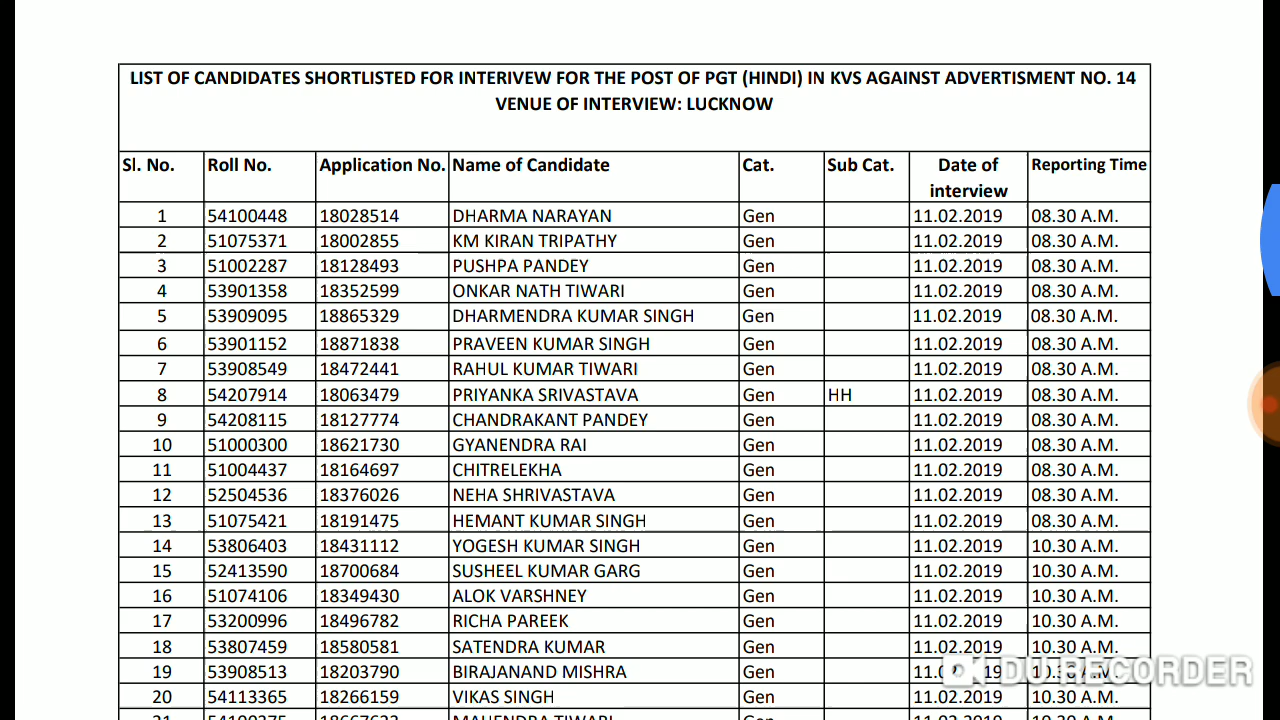 LIST OF CANDIDATES SHORTLISTED FOR INTERIVEW FOR THE POST OF PGT (HINDI) IN KVS AGAINST ADVERTISMENT NO. 14
VENUE OF INTERVIEW: LUCKNOW
Sl. No. Roll No. Application No. Name of Candidate Cat. Sub Cat. Date of interview Reporting Time
1 54100448 18028514 DHARMA NARAYAN Gen 11.02.2019 08.30 A.M.
2 51075371 18002855 KM KIRAN TRIPATHY Gen 11.02.2019 08.30 A.M.
3 51002287 18128493 PUSHPA PANDEY Gen 11.02.2019 08.30 A.M.
4 53901358 18352599 ONKAR NATH TIWARI Gen 11.02.2019 08.30 A.M.
5 53909095 18865329 DHARMENDRA KUMAR SINGH Gen 11.02.2019 08.30 A.M.
6 53901152 18871838 PRAVEEN KUMAR SINGH Gen 11.02.2019 08.30 A.M.
7 53908549 18472441 RAHUL KUMAR TIWARI Gen 11.02.2019 08.30 A.M.
8 54207914 18063479 PRIYANKA SRIVASTAVA Gen HH 11.02.2019 08.30 A.M.
9 54208115 18127774 CHANDRAKANT PANDEY Gen 11.02.2019 08.30 A.M.
10 51000300 18621730 GYANENDRA RAI Gen 11.02.2019 08.30 A.M.
11 51004437 18164697 CHITRELEKHA Gen 11.02.2019 08.30 A.M.
12 52504536 18376026 NEHA SHRIVASTAVA Gen 11.02.2019 08.30 A.M.
13 51075421 18191475 HEMANT KUMAR SINGH Gen 11.02.2019 08.30 A.M.
14 53806403 18431112 YOGESH KUMAR SINGH Gen 11.02.2019 10.30 A.M.
15 52413590 18700684 SUSHEEL KUMAR GARG Gen 11.02.2019 10.30 A.M.
16 51074106 18349430 ALOK VARSHNEY Gen 11.02.2019 10.30 A.M.
17 53200996 18496782 RICHA PAREEK Gen 11.02.2019 10.30 A.M.
18 53807459 18580581 SATENDRA KUMAR Gen 11.02.2019 10.30 A.M.
19 53908513 18203790 BIRAJANAND MISHRA Gen 11.02.2019 10.30 A.M.
DU RECORDER
20 54113365 18266159 VIKAS SINGH Gen 11.02.2019 10.30 A.M.
MAHENDRA TIWARI Gen 11.02.2019 10.30 A.M.